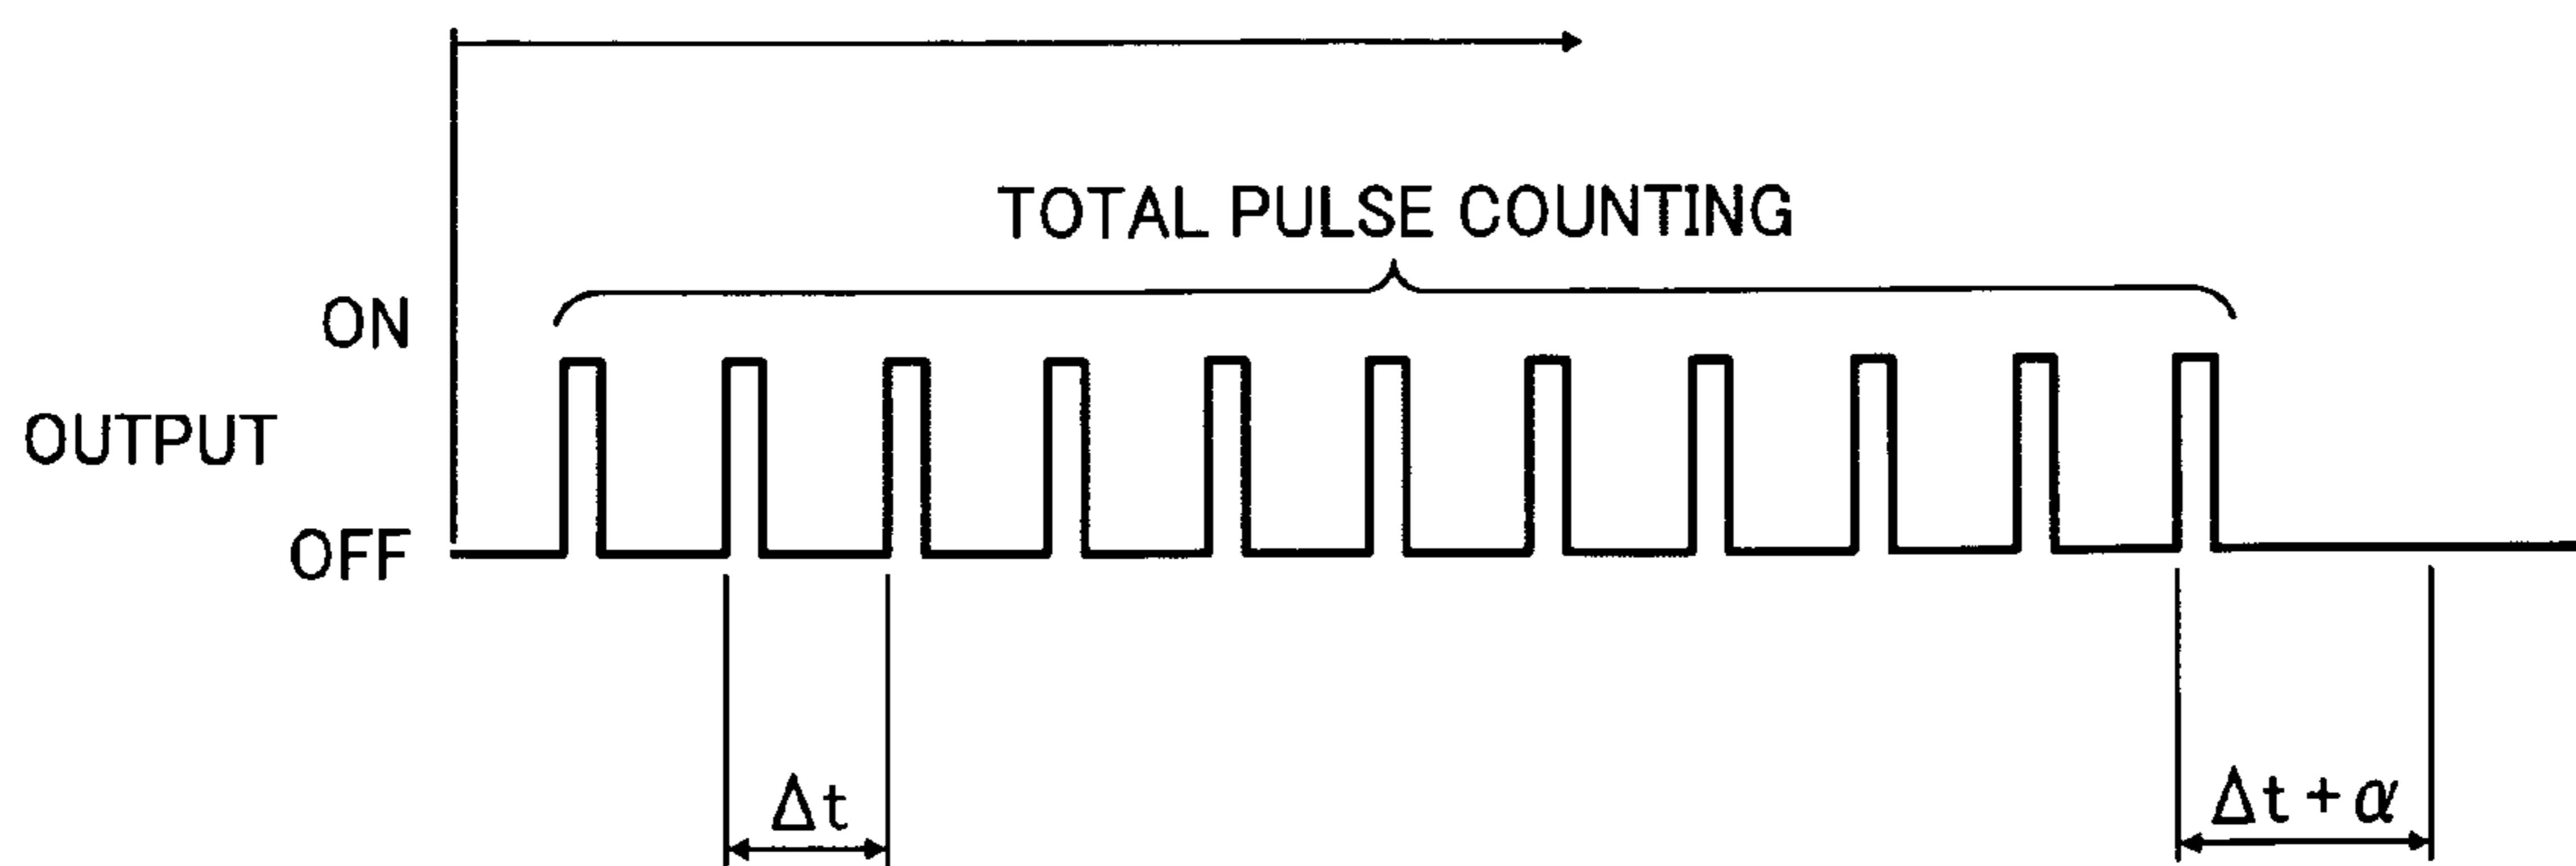 TOTAL PULSE COUNTING
ON
OUTPUT
OFF
Δt
Δt + α